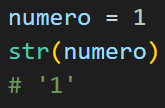 numero = 1
str(numero)
# '1'